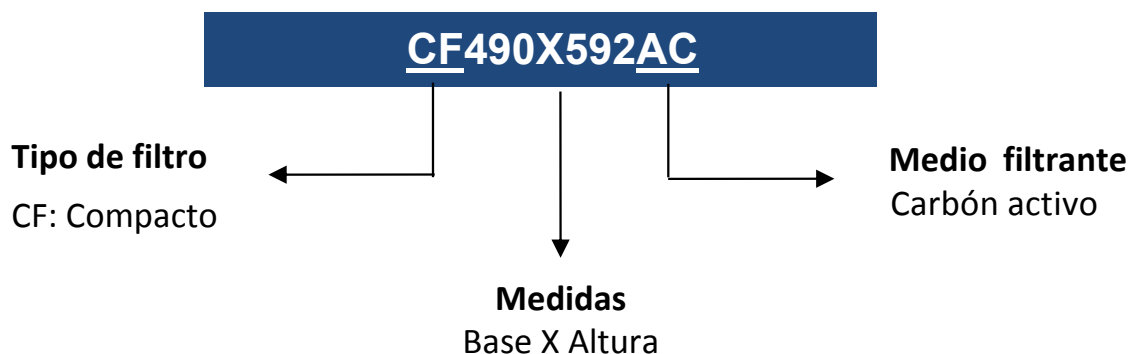 CF490X592AC
Tipo de filtro
CF: Compacto
Medio filtrante
Carbón activo
Medidas
Base X Altura